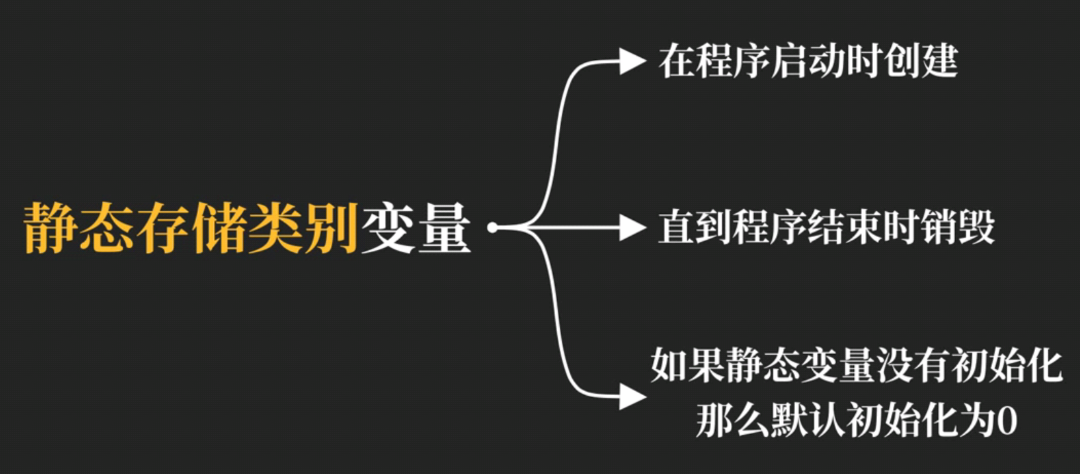 在程序启动时创建
静态存储类别变量
直到程序结束时销毁
如果静态变量没有初始化
那么默认初始化为0